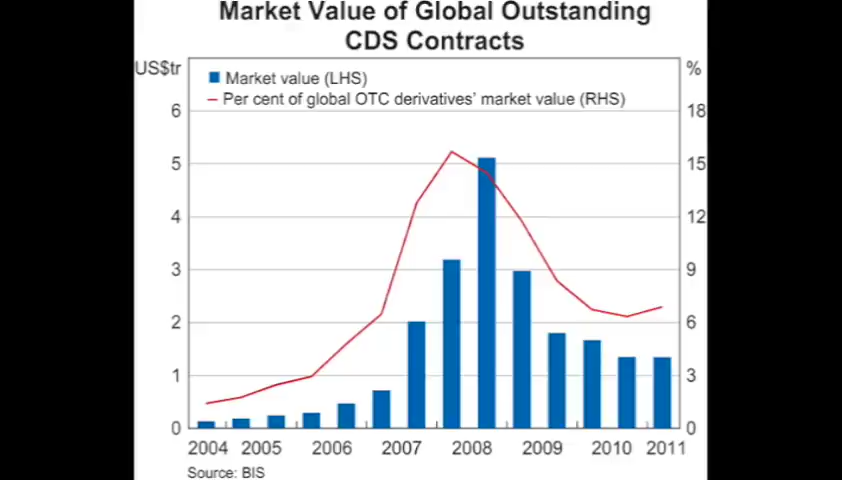 Market Value of Global Outstanding
CDS Contracts
US$tr %
Market value (LHS)
Per cent of global OTC derivatives' market value (RHS)
6 18
5 15
4 12
3 9
2 6
1 3
0 0
2004 2005 2006 2007 2008 2009 2010 2011
Source: BIS